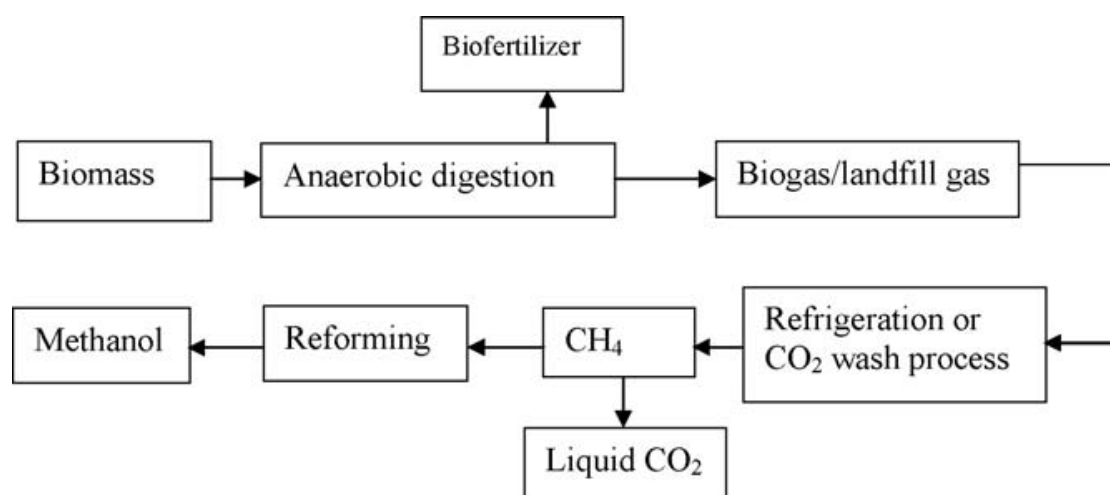 Biofertilizer
Biomass
Anaerobic digestion
Biogas/landfill gas
Methanol
Reforming
CH₄
Refrigeration or
CO₂ wash process
Liquid CO₂